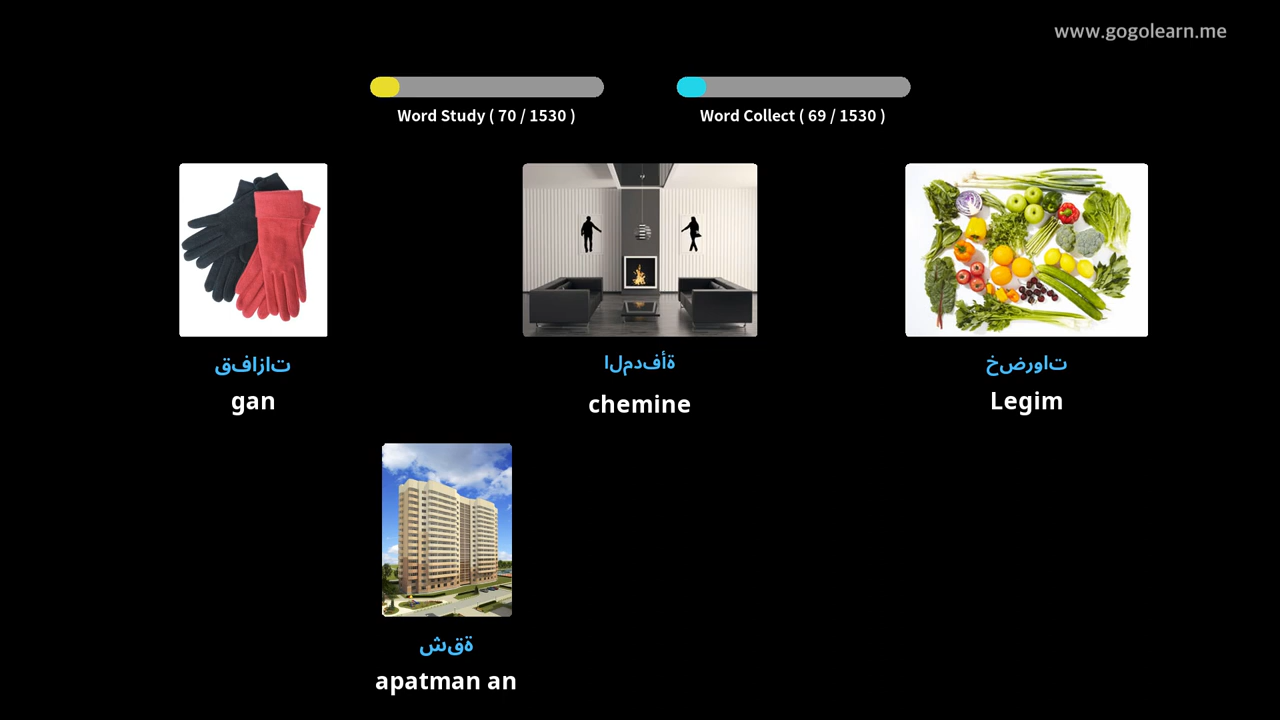 www.gogolearn.me
Word Study ( 70 / 1530 )
Word Collect ( 69 / 1530 )
تازافق
gan
ةأفدملا
chemine
تاورضخ
Legim
ةقش
apatman an